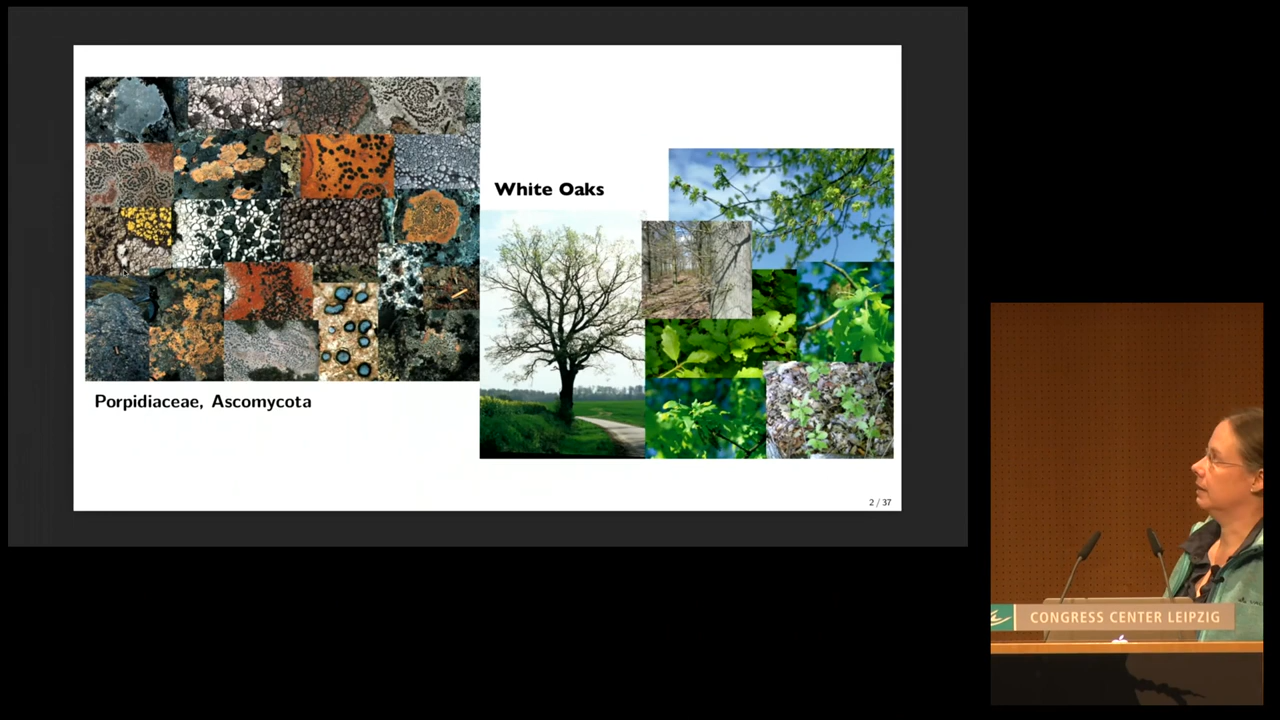 White Oaks
Porpidiaceae, Ascomycota
2 / 37
CONGRESS CENTER LEIPZIG